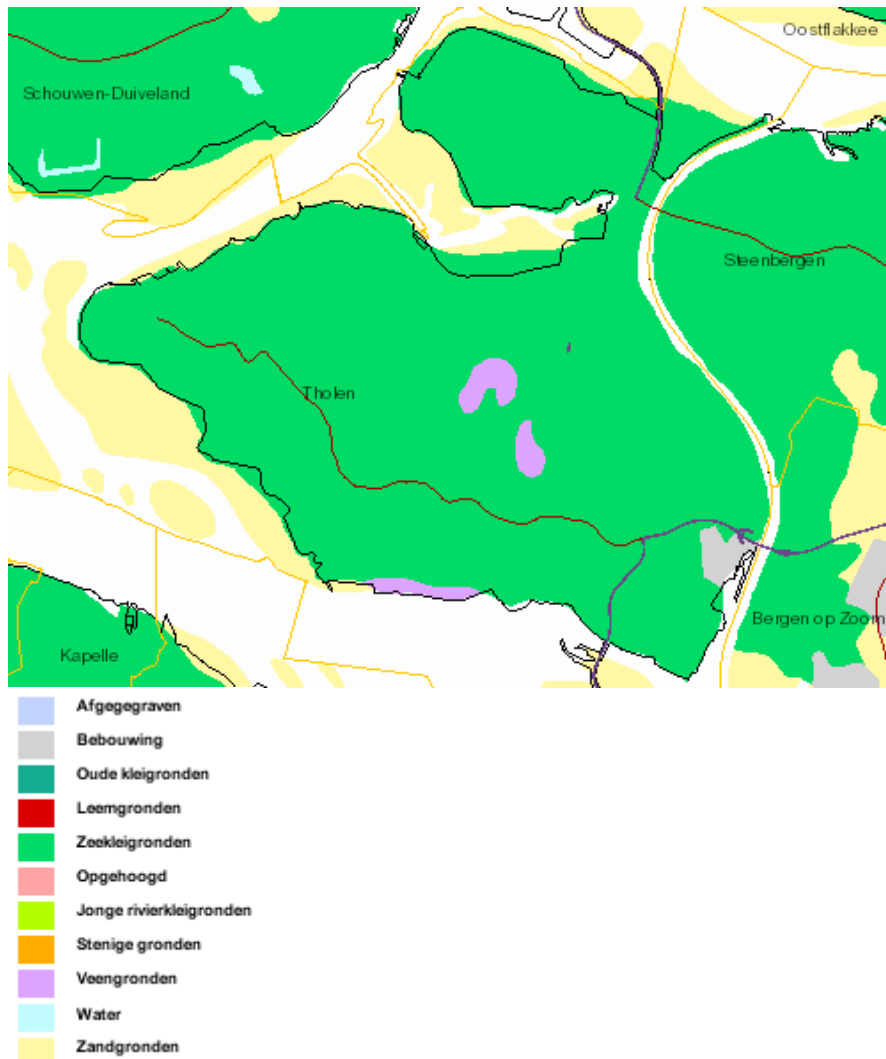 Oostflakkee
Schouwen-Duiveland
Steenbergen
Tholen
Bergen op Zoom
Kapelle
Afgegegraven
Bebouwing
Oude kleigronden
Leemgronden
Zeekleigronden
Opgehoogd
Jonge rivierkleigronden
Stenige gronden
Veengronden
Water
Zandgronden